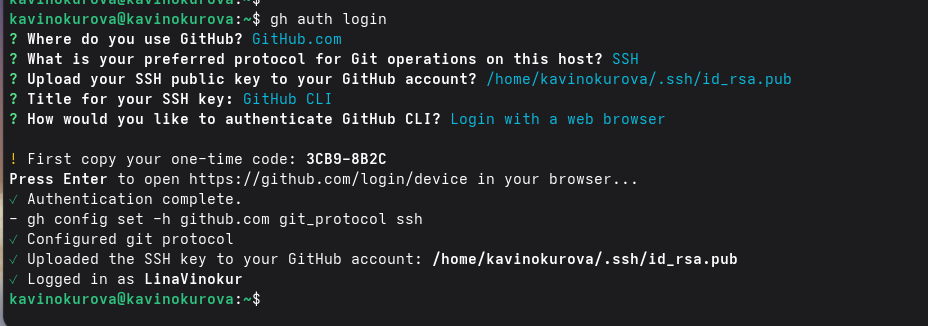 kavinokurova@kavinokurova:~$
kavinokurova@kavinokurova:~$ gh auth login
? Where do you use GitHub? GitHub.com
? What is your preferred protocol for Git operations on this host? SSH
? Upload your SSH public key to your GitHub account? /home/kavinokurova/.ssh/id_rsa.pub
? Title for your SSH key: GitHub CLI
? How would you like to authenticate GitHub CLI? Login with a web browser
! First copy your one-time code: 3CB9-8B2C
Press Enter to open https://github.com/login/device in your browser...
✓ Authentication complete.
- gh config set -h github.com git_protocol ssh
✓ Configured git protocol
✓ Uploaded the SSH key to your GitHub account: /home/kavinokurova/.ssh/id_rsa.pub
✓ Logged in as LinaVinokur
kavinokurova@kavinokurova:~$